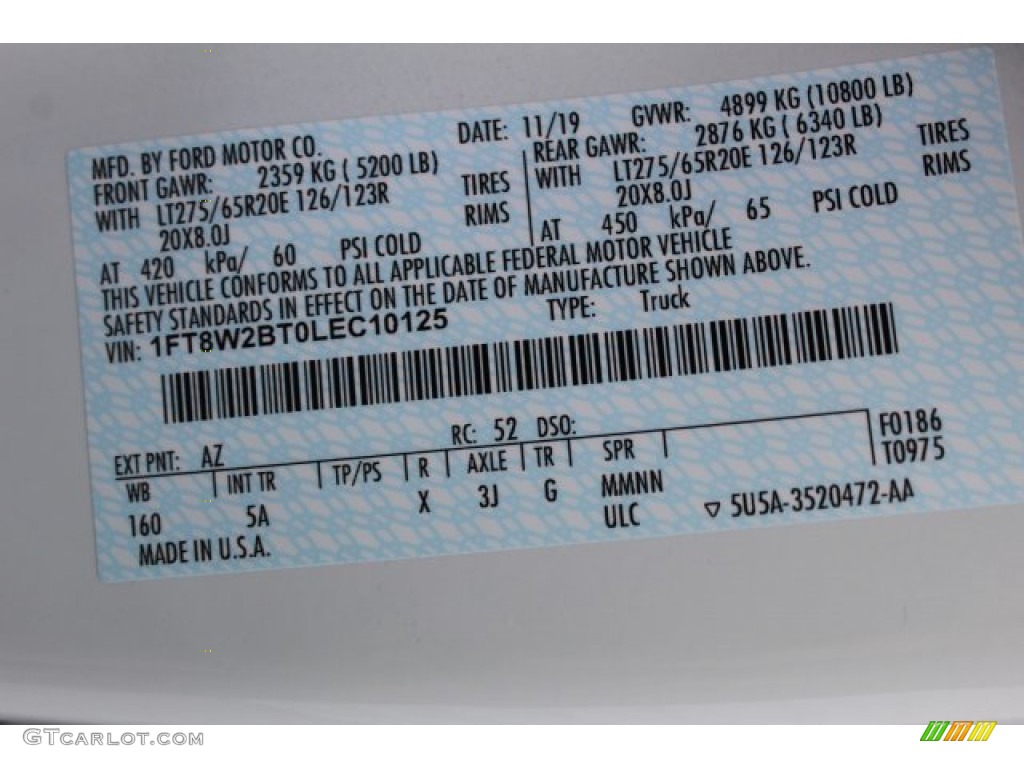 MFD. BY FORD MOTOR CO. DATE: 11/19 GVWR: 4899 KG (10800 LB)
FRONT GAWR: 2359 KG ( 5200 LB) REAR GAWR: 2876 KG ( 6340 LB)
WITH LT275/65R20E 126/123R TIRES WITH LT275/65R20E 126/123R TIRES
20X8.0J RIMS 20X8.0J RIMS
AT 420 kPa/ 60 PSI COLD AT 450 kPa/ 65 PSI COLD
THIS VEHICLE CONFORMS TO ALL APPLICABLE FEDERAL MOTOR VEHICLE
SAFETY STANDARDS IN EFFECT ON THE DATE OF MANUFACTURE SHOWN ABOVE.
VIN: 1FT8W2BT0LEC10125 TYPE: Truck
EXT PNT: AZ RC: 52 DSO: F0186
WB INT TR TP/PS R AXLE TR SPR T0975
160 5A X 3J G MMNN
ULC ▽ 5U5A-3520472-AA
MADE IN U.S.A.
GTCARLOT.COM